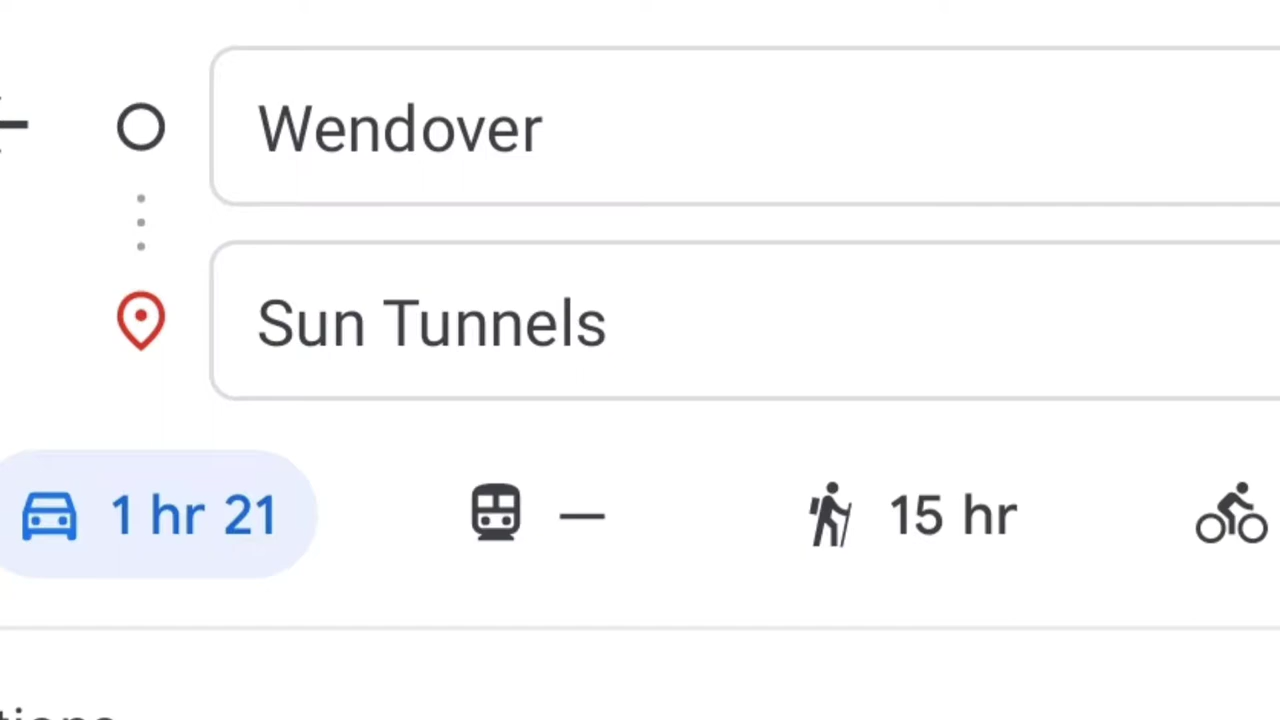 Wendover
Sun Tunnels
1 hr 21 — 15 hr